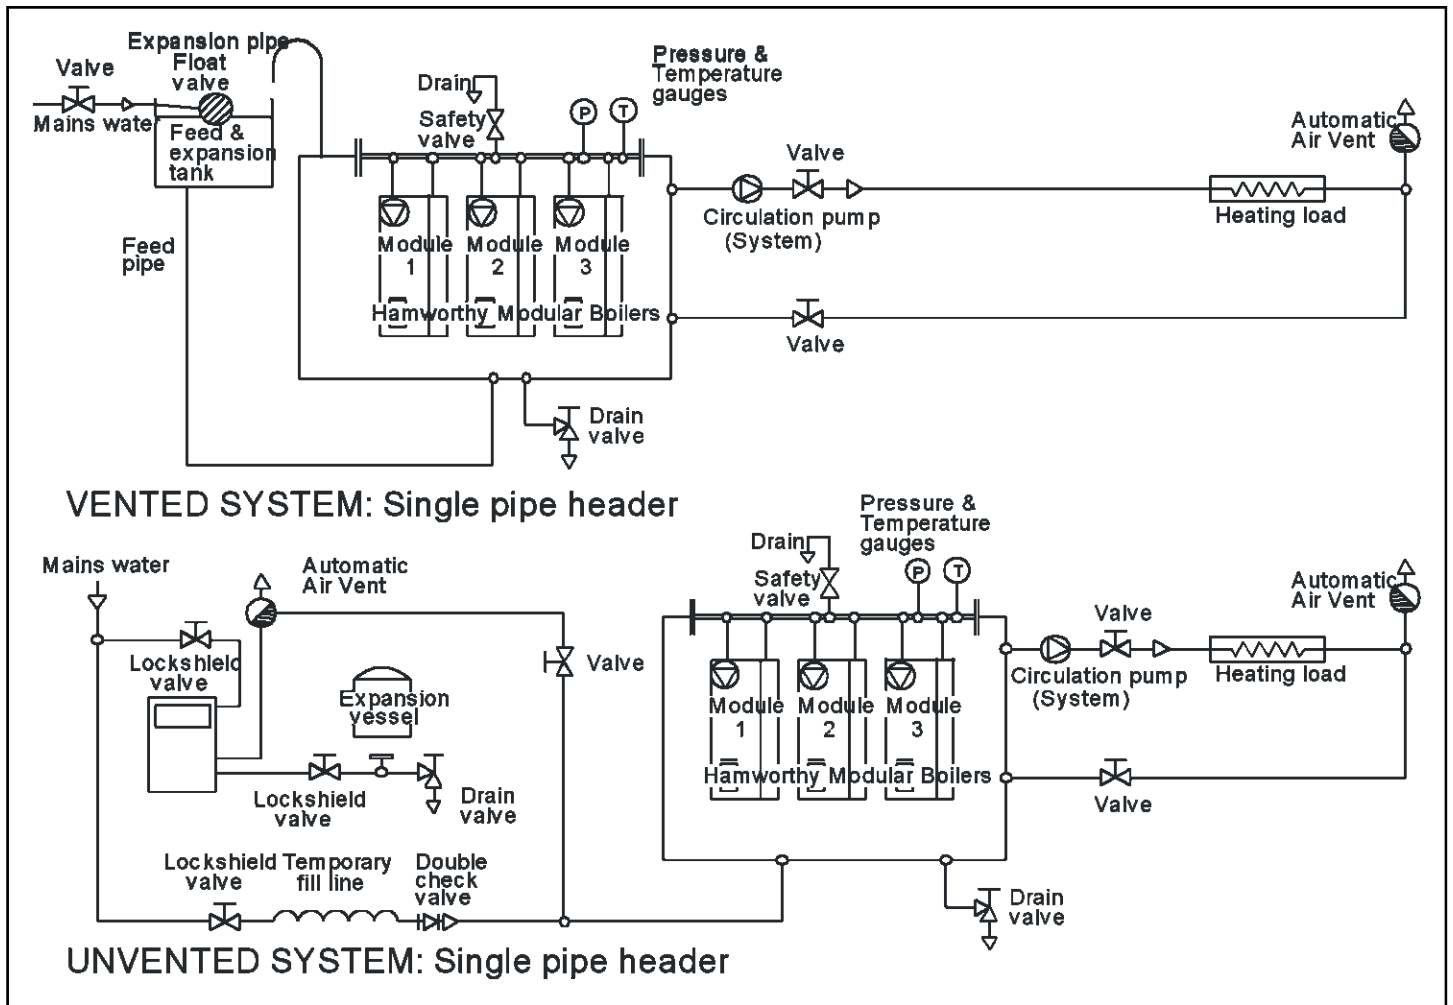 Expansion pipe
Float
valve
Valve
Mains water
Feed &
expansion
tank
Feed
pipe
Drain
Safety
valve
P
T
Pressure &
Temperature
gauges
Module
1
Module
2
Module
3
Hamworthy Modular Boilers
Valve
Circulation pump
(System)
Heating load
Automatic
Air Vent
Valve
Drain
valve
VENTED SYSTEM: Single pipe header
Mains water
Automatic
Air Vent
Lockshield
valve
Expansion
vessel
Valve
Lockshield
valve
Drain
valve
Lockshield
valve
Temporary
fill line
Double
check
valve
Drain
Safety
valve
Pressure &
Temperature
gauges
P
T
Module
1
Module
2
Module
3
Hamworthy Modular Boilers
Valve
Circulation pump
(System)
Heating load
Automatic
Air Vent
Valve
Drain
valve
UNVENTED SYSTEM: Single pipe header